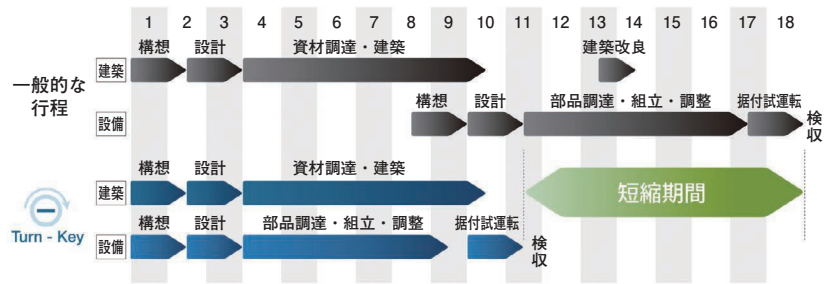 1 2 3 4 5 6 7 8 9 10 11 12 13 14 15 16 17 18
構想 設計 資材調達・建築 建築改良
一般的な
行程
建築
構想 設計 部品調達・組立・調整 据付試運転
設備
検収
構想 設計 資材調達・建築
建築
短縮期間
Turn - Key
構想 設計 部品調達・組立・調整 据付試運転
設備
検収